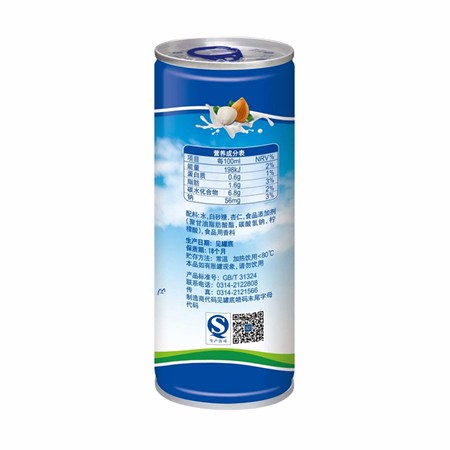 营养成分表
项目 每100ml NRV%
能量 198kJ 2%
蛋白质 0.6g 1%
脂肪 1.6g 3%
碳水化合物 6.8g 2%
钠 56mg 3%
配料:水,白砂糖,杏仁,食品添加剂
(聚甘油脂肪酸酯,碳酸氢钠,柠
檬酸),食品用香料
生产日期:见罐底
保质期:18个月
贮存方法:常温 加热饮用<80℃
本品如有胀罐现象,请勿饮用
产品标准号:GB/T 31324
联系电话:0314-2122808
传 真:0314-2121566
制造商代码见罐底喷码末尾字母
代码
生产许可